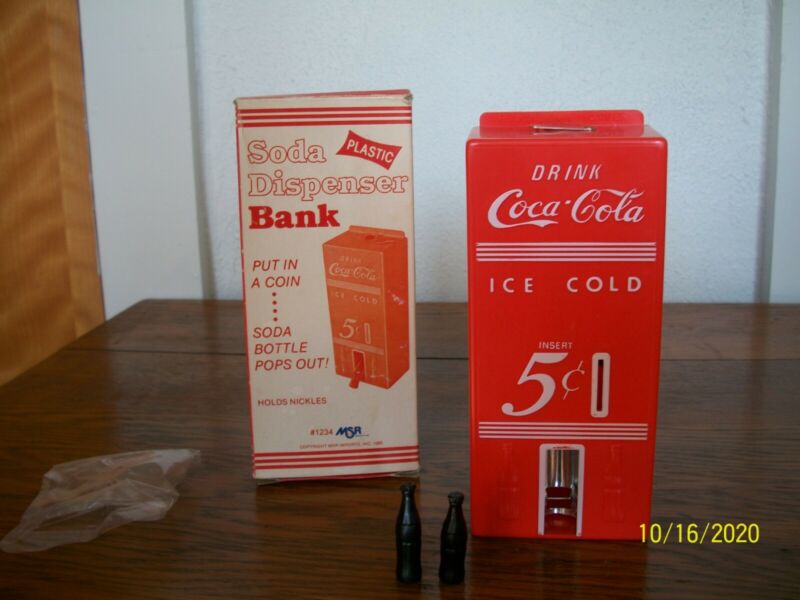 Soda
PLASTIC
Dispenser
Bank
PUT IN
A COIN
SODA
BOTTLE
POPS OUT!
HOLDS NICKLES
#1234 MSR
DRINK
Coca-Cola
ICE COLD
5¢
DRINK
Coca-Cola
ICE COLD
INSERT
5¢
10/16/2020